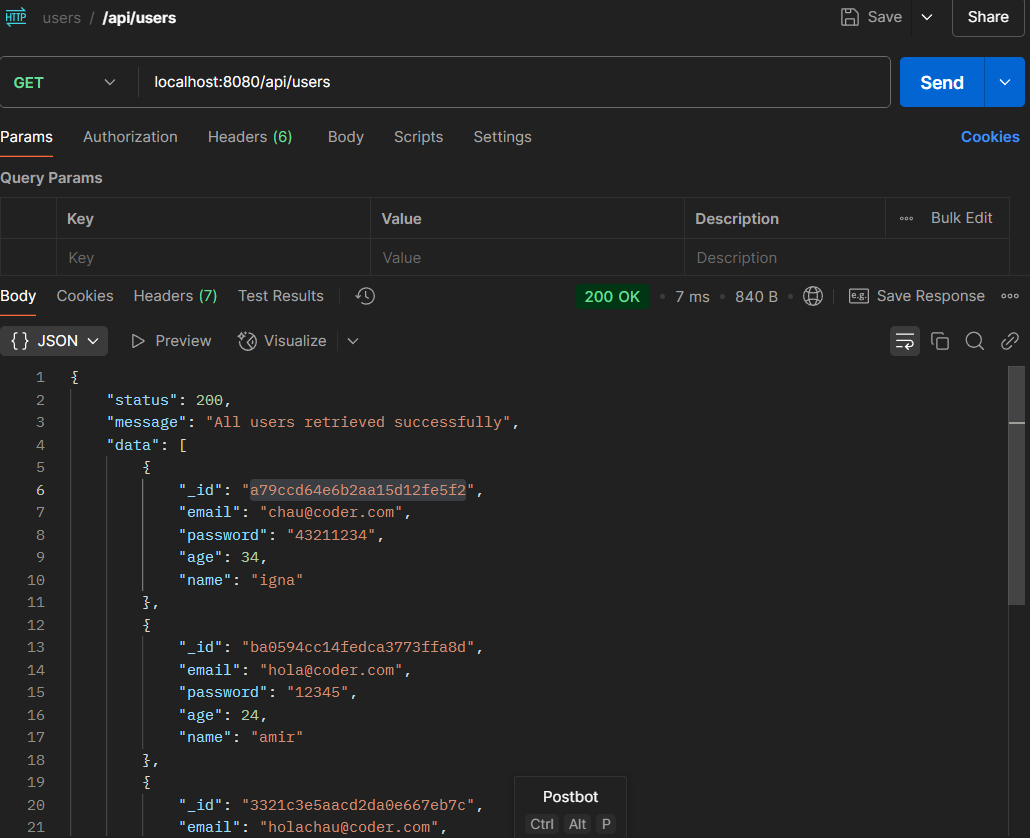 HTTP users / /api/users Save Share
GET localhost:8080/api/users Send
Params Authorization Headers (6) Body Scripts Settings Cookies
Query Params
Key Value Description Bulk Edit
Key Value Description
Body Cookies Headers (7) Test Results 200 OK 7 ms 840 B e.g. Save Response
{ } JSON Preview Visualize
1 {
2 "status": 200,
3 "message": "All users retrieved successfully",
4 "data": [
5 {
6 "_id": "a79ccd64e6b2aa15d12fe5f2",
7 "email": "chau@coder.com",
8 "password": "43211234",
9 "age": 34,
10 "name": "igna"
11 },
12 {
13 "_id": "ba0594cc14fedca3773ffa8d",
14 "email": "hola@coder.com",
15 "password": "12345",
16 "age": 24,
17 "name": "amir"
18 },
19 {
20 "_id": "3321c3e5aacd2da0e667eb7c",
21 "email": "holachau@coder.com",
Postbot
Ctrl Alt P